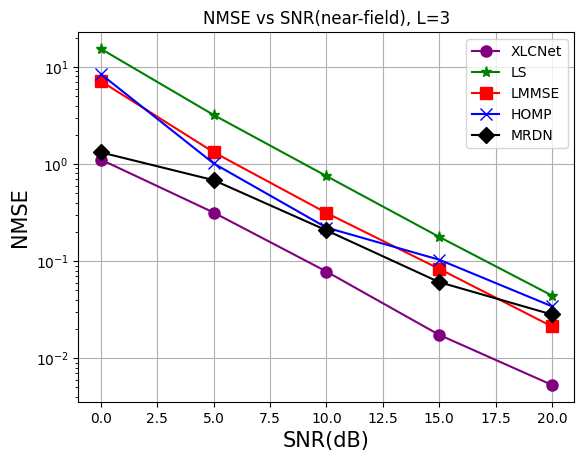 NMSE vs SNR(near-field), L=3
XLCNet
LS
LMMSE
HOMP
MRDN
NMSE
10^1
10^0
10^−1
10^−2
0.0 2.5 5.0 7.5 10.0 12.5 15.0 17.5 20.0
SNR(dB)